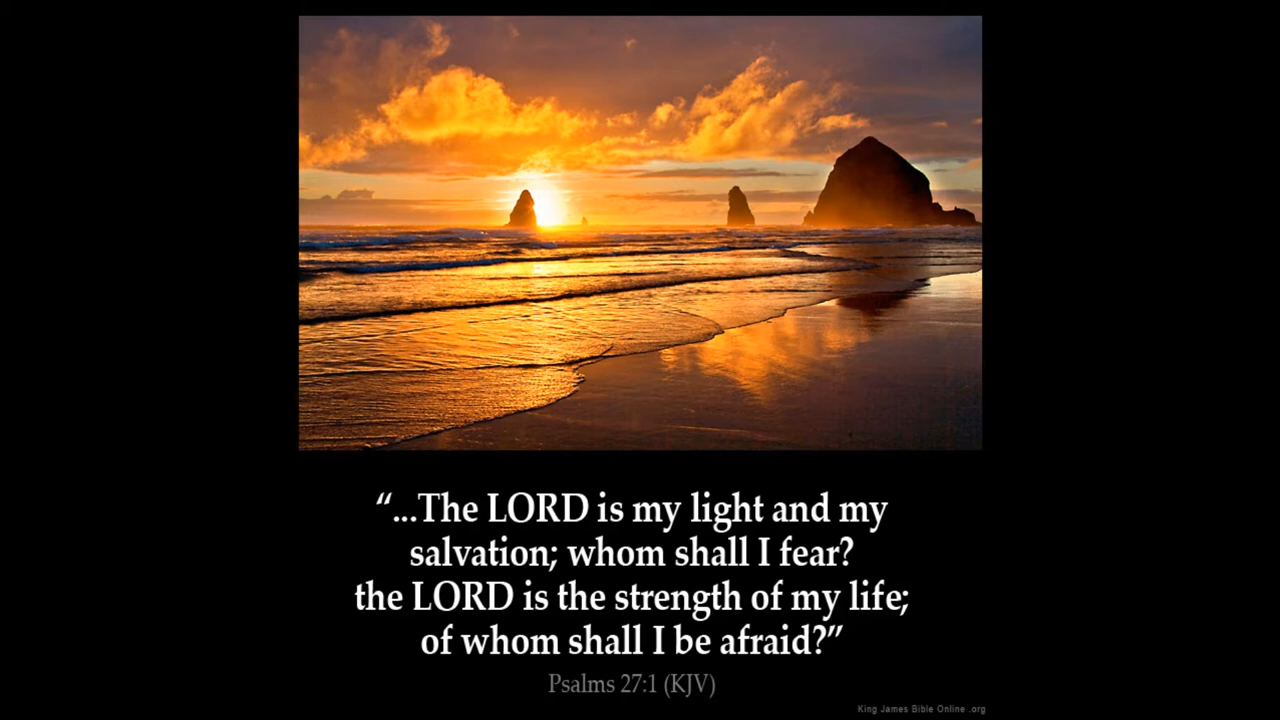 “...The LORD is my light and my
salvation; whom shall I fear?
the LORD is the strength of my life;
of whom shall I be afraid?”
Psalms 27:1 (KJV)
King James Bible Online .org